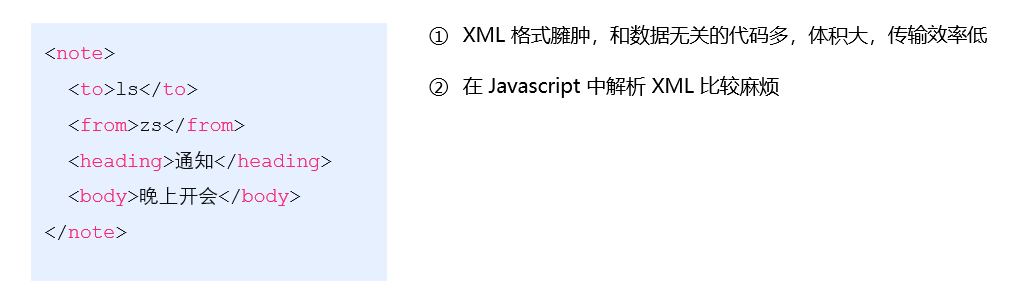 <note>
<to>ls</to>
<from>zs</from>
<heading>通知</heading>
<body>晚上开会</body>
</note>
① XML 格式臃肿，和数据无关的代码多，体积大，传输效率低
② 在 Javascript 中解析 XML 比较麻烦